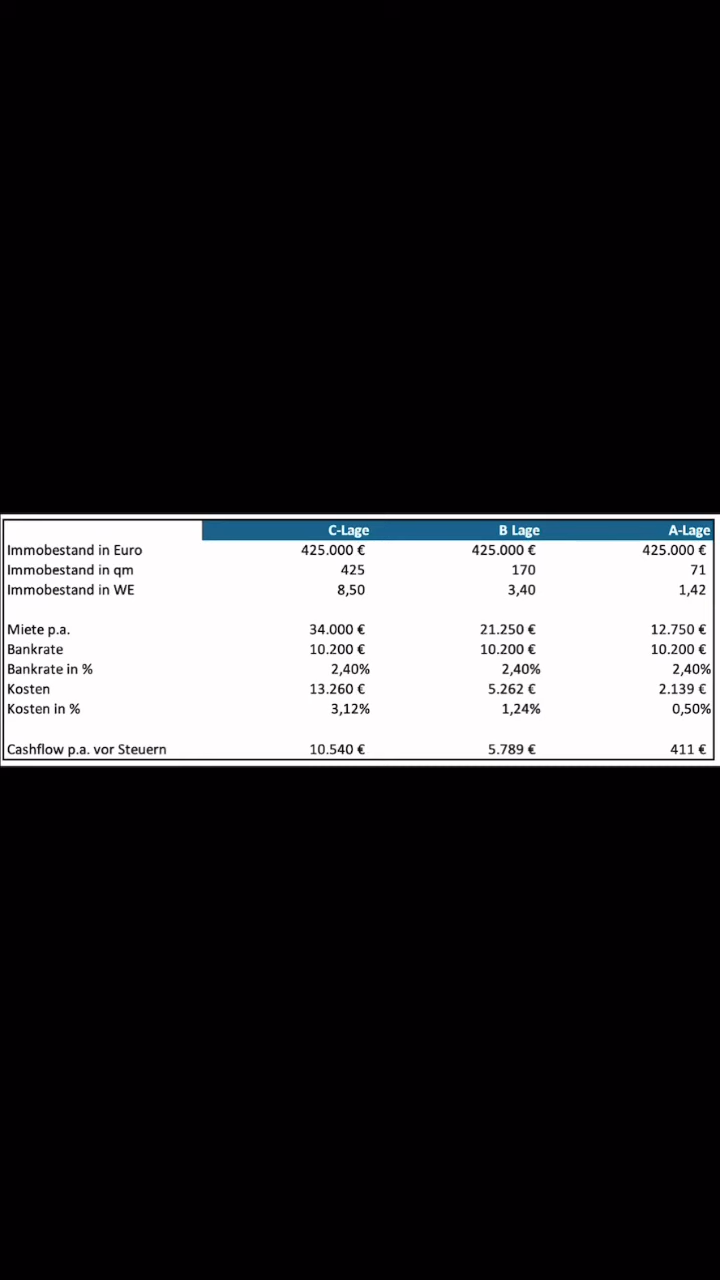 C-Lage B Lage A-Lage
Immobestand in Euro 425.000 € 425.000 € 425.000 €
Immobestand in qm 425 170 71
Immobestand in WE 8,50 3,40 1,42
Miete p.a. 34.000 € 21.250 € 12.750 €
Bankrate 10.200 € 10.200 € 10.200 €
Bankrate in % 2,40% 2,40% 2,40%
Kosten 13.260 € 5.262 € 2.139 €
Kosten in % 3,12% 1,24% 0,50%
Cashflow p.a. vor Steuern 10.540 € 5.789 € 411 €